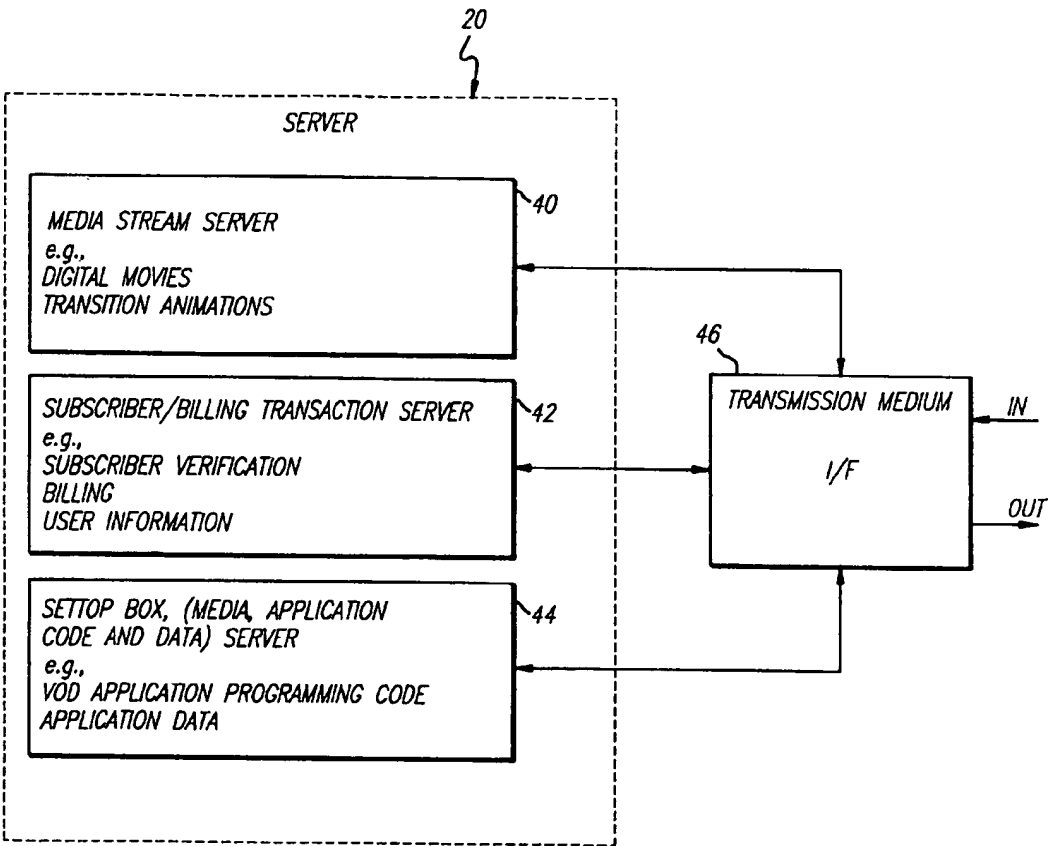 20
SERVER
40
MEDIA STREAM SERVER
e.g.,
DIGITAL MOVIES
TRANSITION ANIMATIONS
42
SUBSCRIBER/BILLING TRANSACTION SERVER
e.g.,
SUBSCRIBER VERIFICATION
BILLING
USER INFORMATION
44
SETTOP BOX, (MEDIA, APPLICATION
CODE AND DATA) SERVER
e.g.,
VOD APPLICATION PROGRAMMING CODE
APPLICATION DATA
46
TRANSMISSION MEDIUM
I/F
IN
OUT